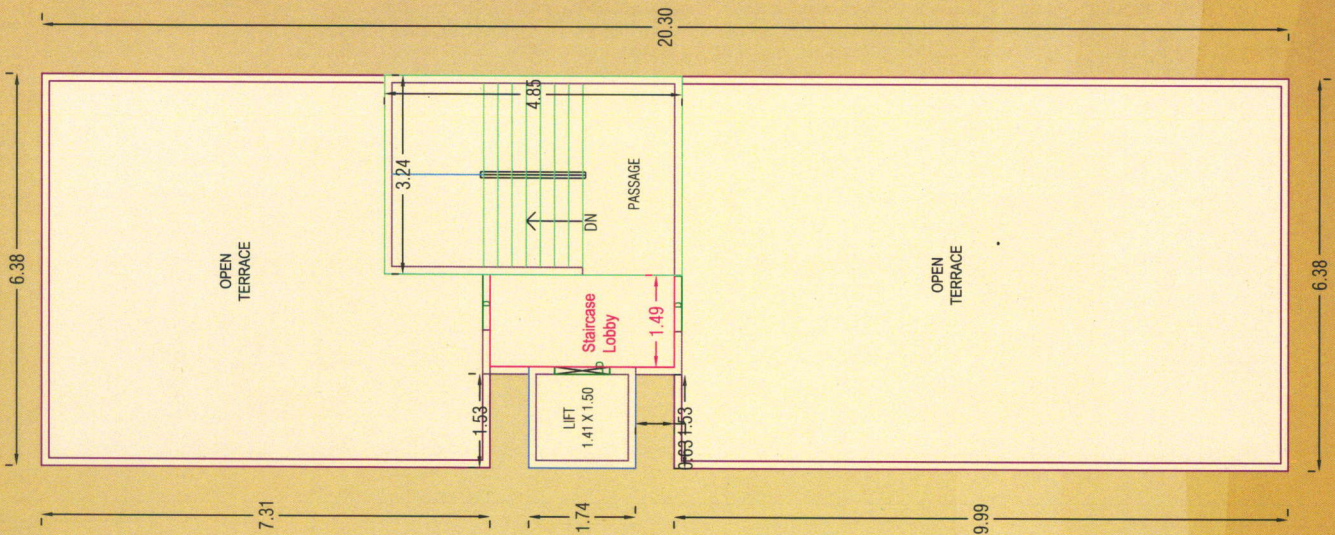 20.30
6.38
4.85
3.24
PASSAGE
DN
OPEN
TERRACE
OPEN
TERRACE
6.38
Staircase
Lobby
1.49
1.53
LIFT
1.41 X 1.50
0.63
1.53
7.31
1.74
9.99